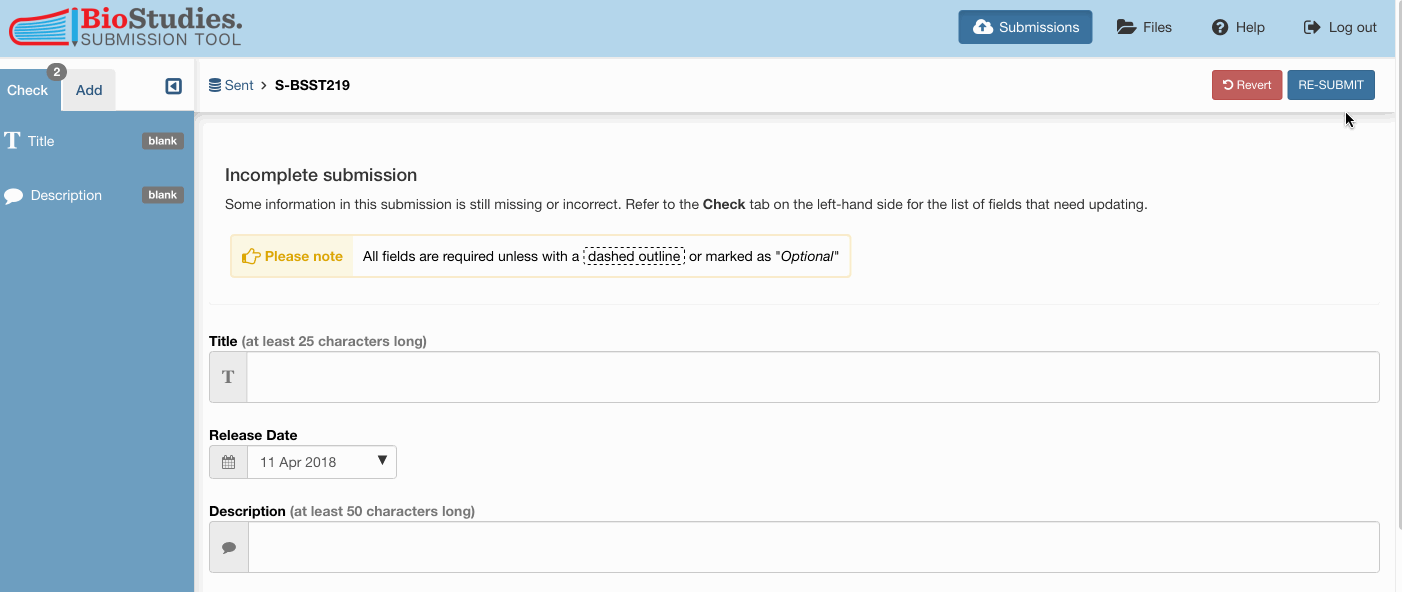 BioStudies.
SUBMISSION TOOL
Submissions
Files
Help
Log out
2
Check
Add
Sent > S-BSST219
Revert
RE-SUBMIT
T Title
blank
Description
blank
Incomplete submission
Some information in this submission is still missing or incorrect. Refer to the Check tab on the left-hand side for the list of fields that need updating.
Please note
All fields are required unless with a dashed outline or marked as "Optional"
Title (at least 25 characters long)
T
Release Date
11 Apr 2018
Description (at least 50 characters long)